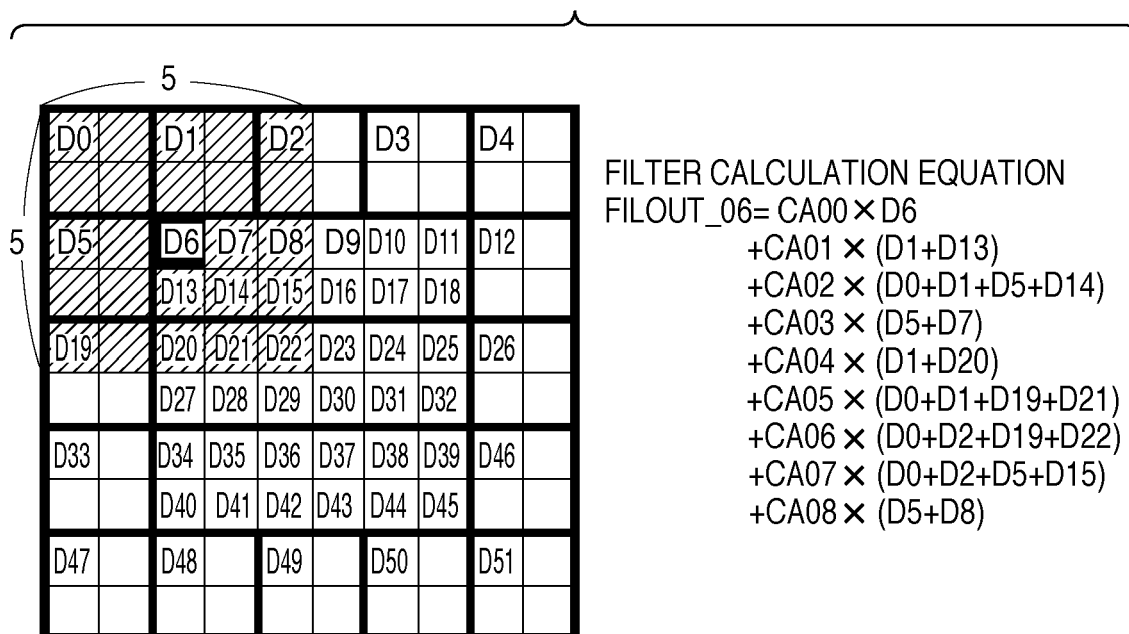 5
D0 D1 D2 D3 D4
5
D5 D6 D7 D8 D9 D10 D11 D12
D13 D14 D15 D16 D17 D18
D19 D20 D21 D22 D23 D24 D25 D26
D27 D28 D29 D30 D31 D32
D33 D34 D35 D36 D37 D38 D39 D46
D40 D41 D42 D43 D44 D45
D47 D48 D49 D50 D51
FILTER CALCULATION EQUATION
FILOUT_06= CA00 × D6
+CA01 × (D1+D13)
+CA02 × (D0+D1+D5+D14)
+CA03 × (D5+D7)
+CA04 × (D1+D20)
+CA05 × (D0+D1+D19+D21)
+CA06 × (D0+D2+D19+D22)
+CA07 × (D0+D2+D5+D15)
+CA08 × (D5+D8)